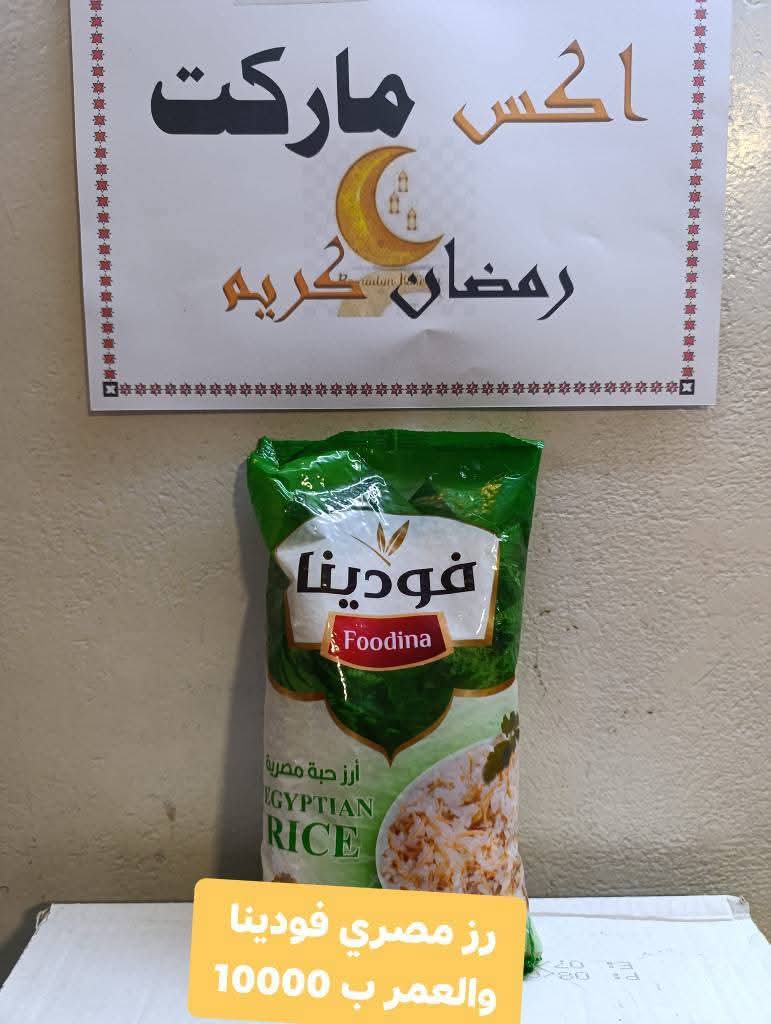 اكس ماركت
رمضان كريم
فودينا
Foodina
أرز حبة مصرية
EGYPTIAN
RICE
رز مصري فودينا
والعمر ب 10000